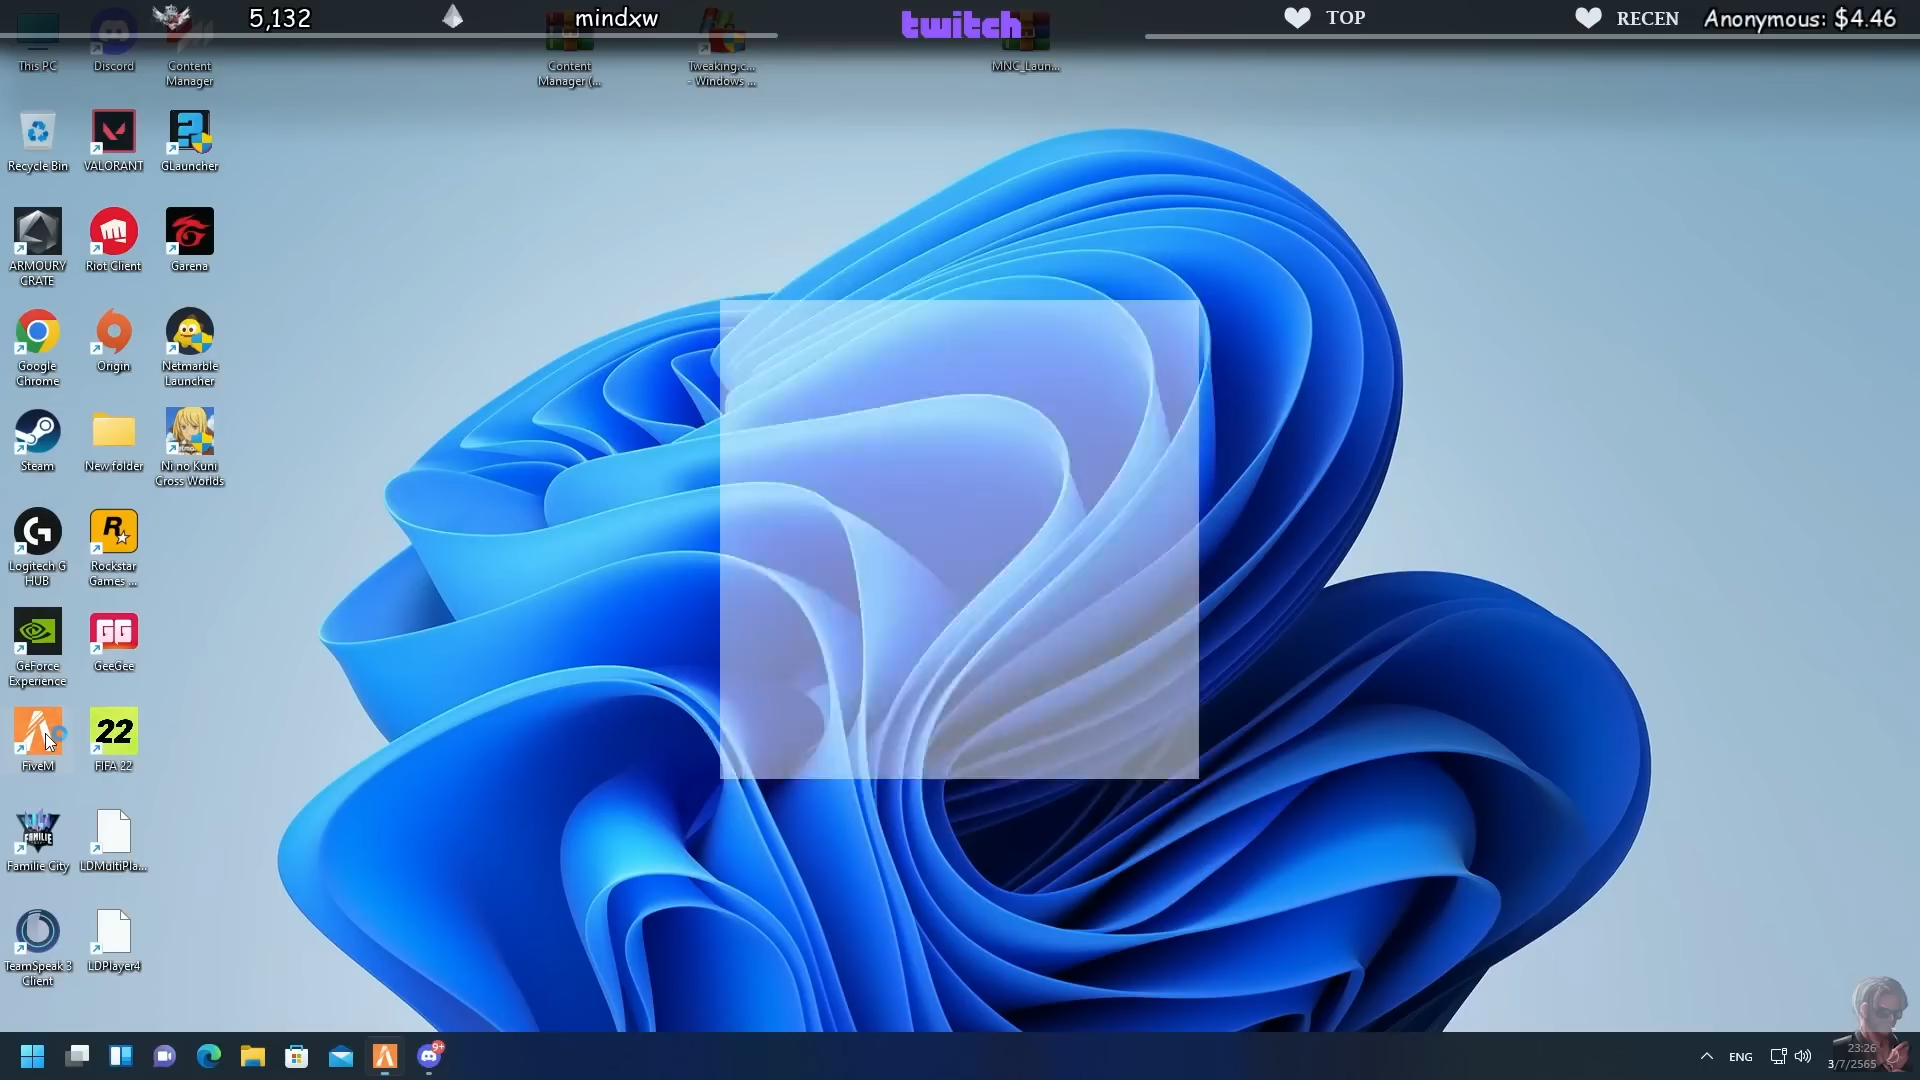 5,132
mindxw
twitch
TOP
RECEN
Anonymous: $4.46
This PC
Discord
Content
Manager
Content
Manager (...
Tweaking.c...
- Windows ...
MNC_Laun...
Recycle Bin
VALORANT
GLauncher
ARMOURY
CRATE
Riot Client
Garena
Google
Chrome
Origin
Netmarble
Launcher
Steam
New folder
Ni no Kuni
Cross Worlds
Logitech G
HUB
Rockstar
Games ...
GeForce
Experience
GeeGee
FiveM
22
FIFA 22
Familie City
LDMultiPla...
TeamSpeak 3
Client
LDPlayer4
9+
ENG
23:26
3/7/2565